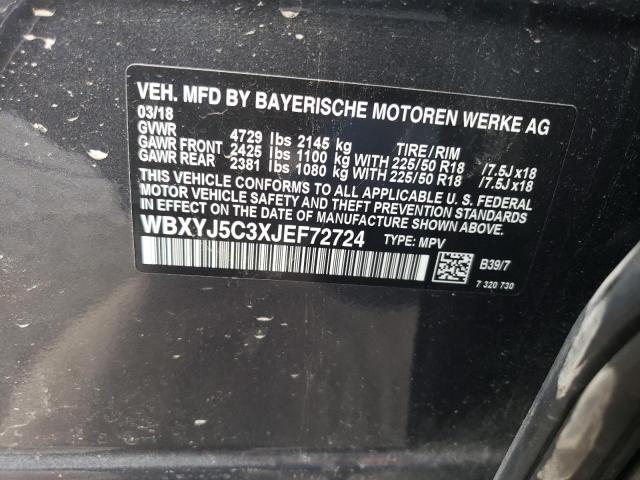 VEH. MFD BY BAYERISCHE MOTOREN WERKE AG
03/18
GVWR 4729 lbs 2145 kg TIRE/RIM
GAWR FRONT 2425 lbs 1100 kg WITH 225/50 R18 /7.5J x18
GAWR REAR 2381 lbs 1080 kg WITH 225/50 R18 /7.5J x18
THIS VEHICLE CONFORMS TO ALL APPLICABLE U.S. FEDERAL
MOTOR VEHICLE SAFETY AND THEFT PREVENTION STANDARDS
IN EFFECT ON THE DATE OF MANUFACTURE SHOWN ABOVE.
WBXYJ5C3XJEF72724 TYPE: MPV
B39/7
7 320 730